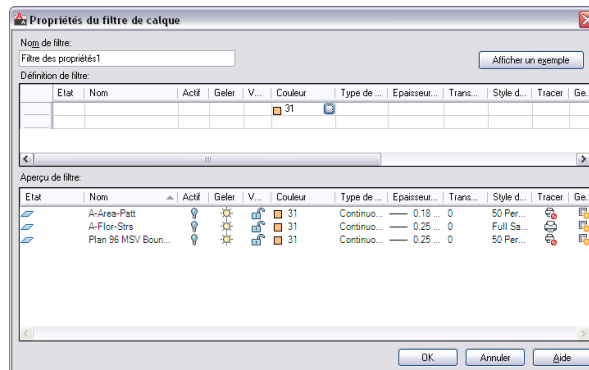 Propriétés du filtre de calque
Nom de filtre:
Filtre des propriétés1
Afficher un exemple
Définition de filtre:
Etat Nom Actif Geler V... Couleur Type de ... Epaisseur... Trans... Style d... Tracer Ge...
31
Aperçu de filtre:
Etat Nom Actif Geler V... Couleur Type de ... Epaisseur... Trans... Style d... Tracer Ge...
A-Area-Patt 31 Continuo... 0.18 ... 0 50 Per...
A-Flor-Strs 31 Continuo... 0.25 ... 0 Full Sa...
Plan 96 MSV Boun... 31 Continuo... 0.25 ... 0 50 Per...
OK Annuler Aide